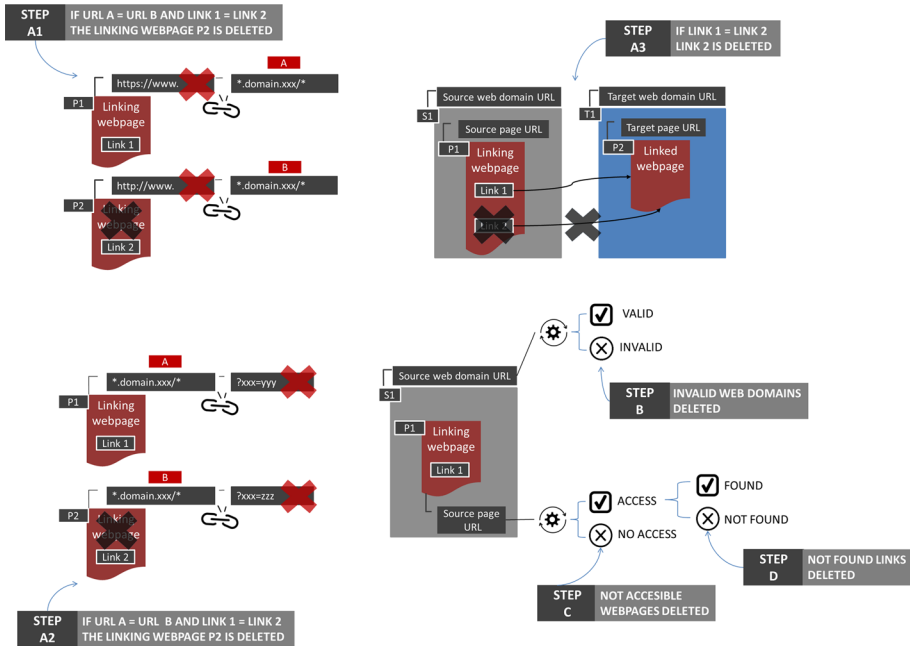 STEP A1
IF URL A = URL B AND LINK 1 = LINK 2
THE LINKING WEBPAGE P2 IS DELETED
A
https://www.
*.domain.xxx/*
P1
Linking
webpage
Link 1
B
http://www.
*.domain.xxx/*
P2
Linking
webpage
Link 2
STEP A3
IF LINK 1 = LINK 2
LINK 2 IS DELETED
Source web domain URL
Target web domain URL
S1
T1
Source page URL
Target page URL
P1
Linking
webpage
P2
Linked
webpage
Link 1
Link 2
A
*.domain.xxx/*
?xxx=yyy
P1
Linking
webpage
Link 1
B
*.domain.xxx/*
?xxx=zzz
P2
Linking
webpage
Link 2
STEP A2
IF URL A = URL B AND LINK 1 = LINK 2
THE LINKING WEBPAGE P2 IS DELETED
VALID
INVALID
Source web domain URL
S1
STEP B
INVALID WEB DOMAINS
DELETED
P1
Linking
webpage
Link 1
Source page
URL
ACCESS
NO ACCESS
FOUND
NOT FOUND
STEP D
NOT FOUND LINKS
DELETED
STEP C
NOT ACCESIBLE
WEBPAGES DELETED